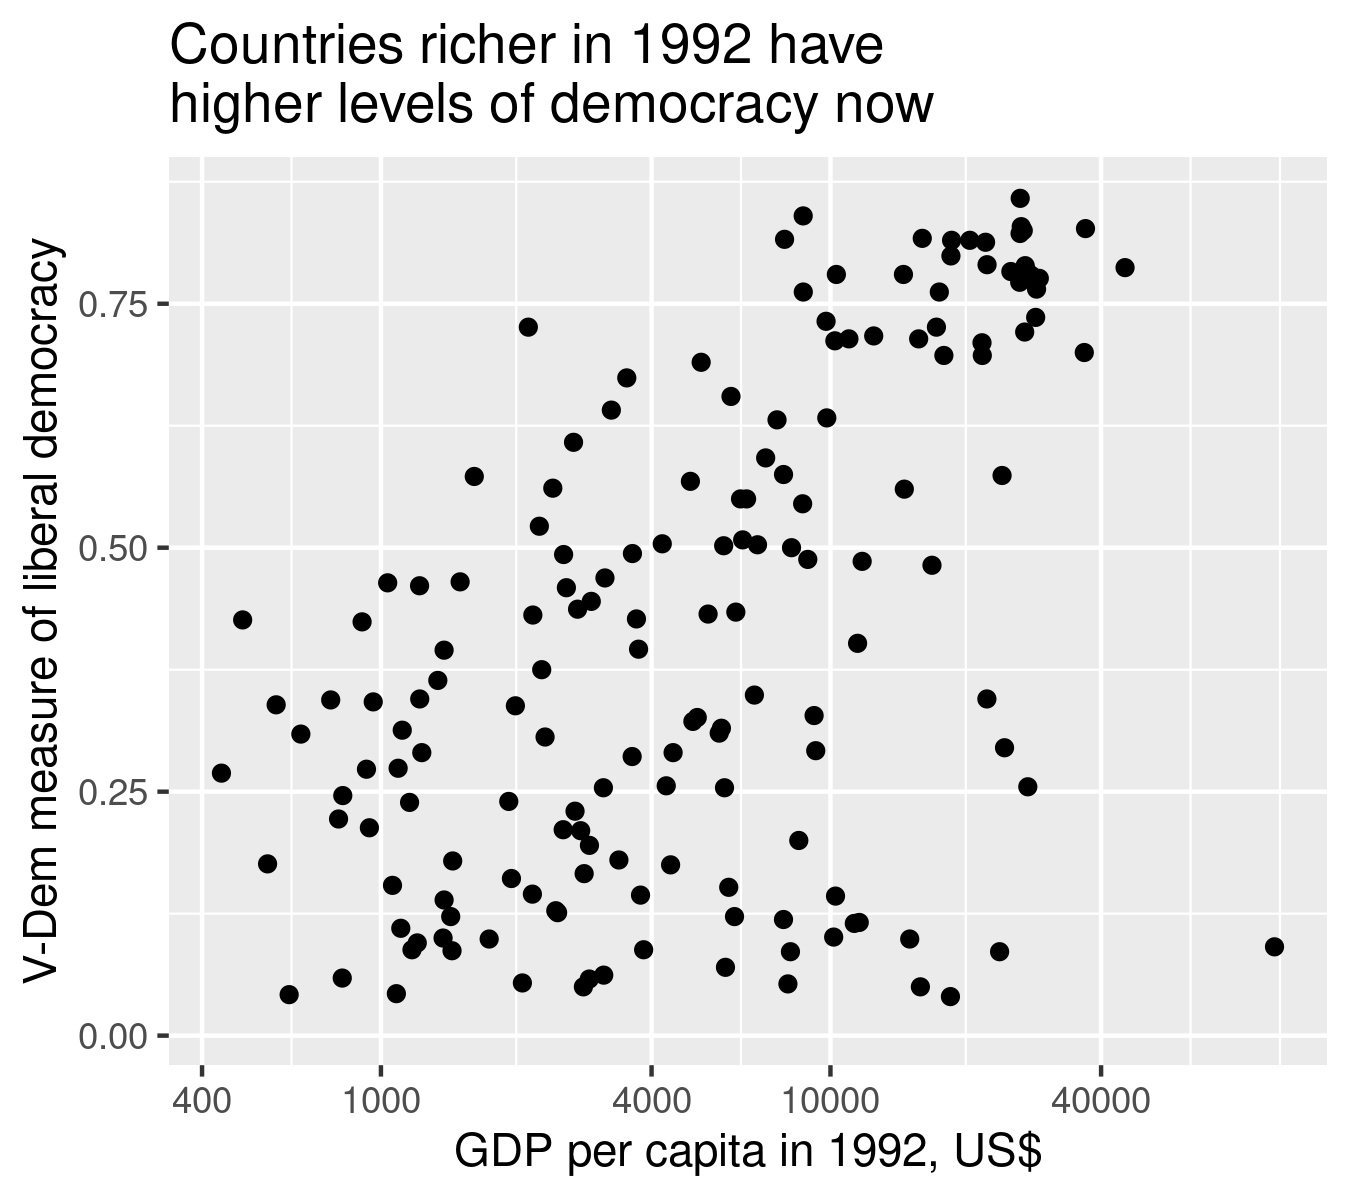 Countries richer in 1992 have
higher levels of democracy now
V-Dem measure of liberal democracy
0.75
0.50
0.25
0.00
400 1000 4000 10000 40000
GDP per capita in 1992, US$